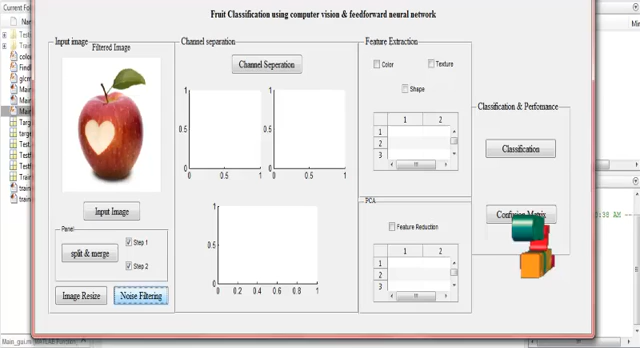 Current Fol
Fruit Classification using computer vision & feedforward neural network
Input image
Filtered Image
Input Image
Panel
split & merge
Step 1
Step 2
Image Resize
Noise Filtering
Channel separation
Channel Seperation
1
0.5
0
0
0.5
1
1
0.5
0
0
0.5
1
1
0.5
0
0 0.2 0.4 0.6 0.8 1
Feature Extraction
Color
Texture
Shape
1 2
1
2
3
PCA
Feature Reduction
1 2
1
2
3
Classification & Perfomance
Classification
Confusion Matrix
:38 AM --